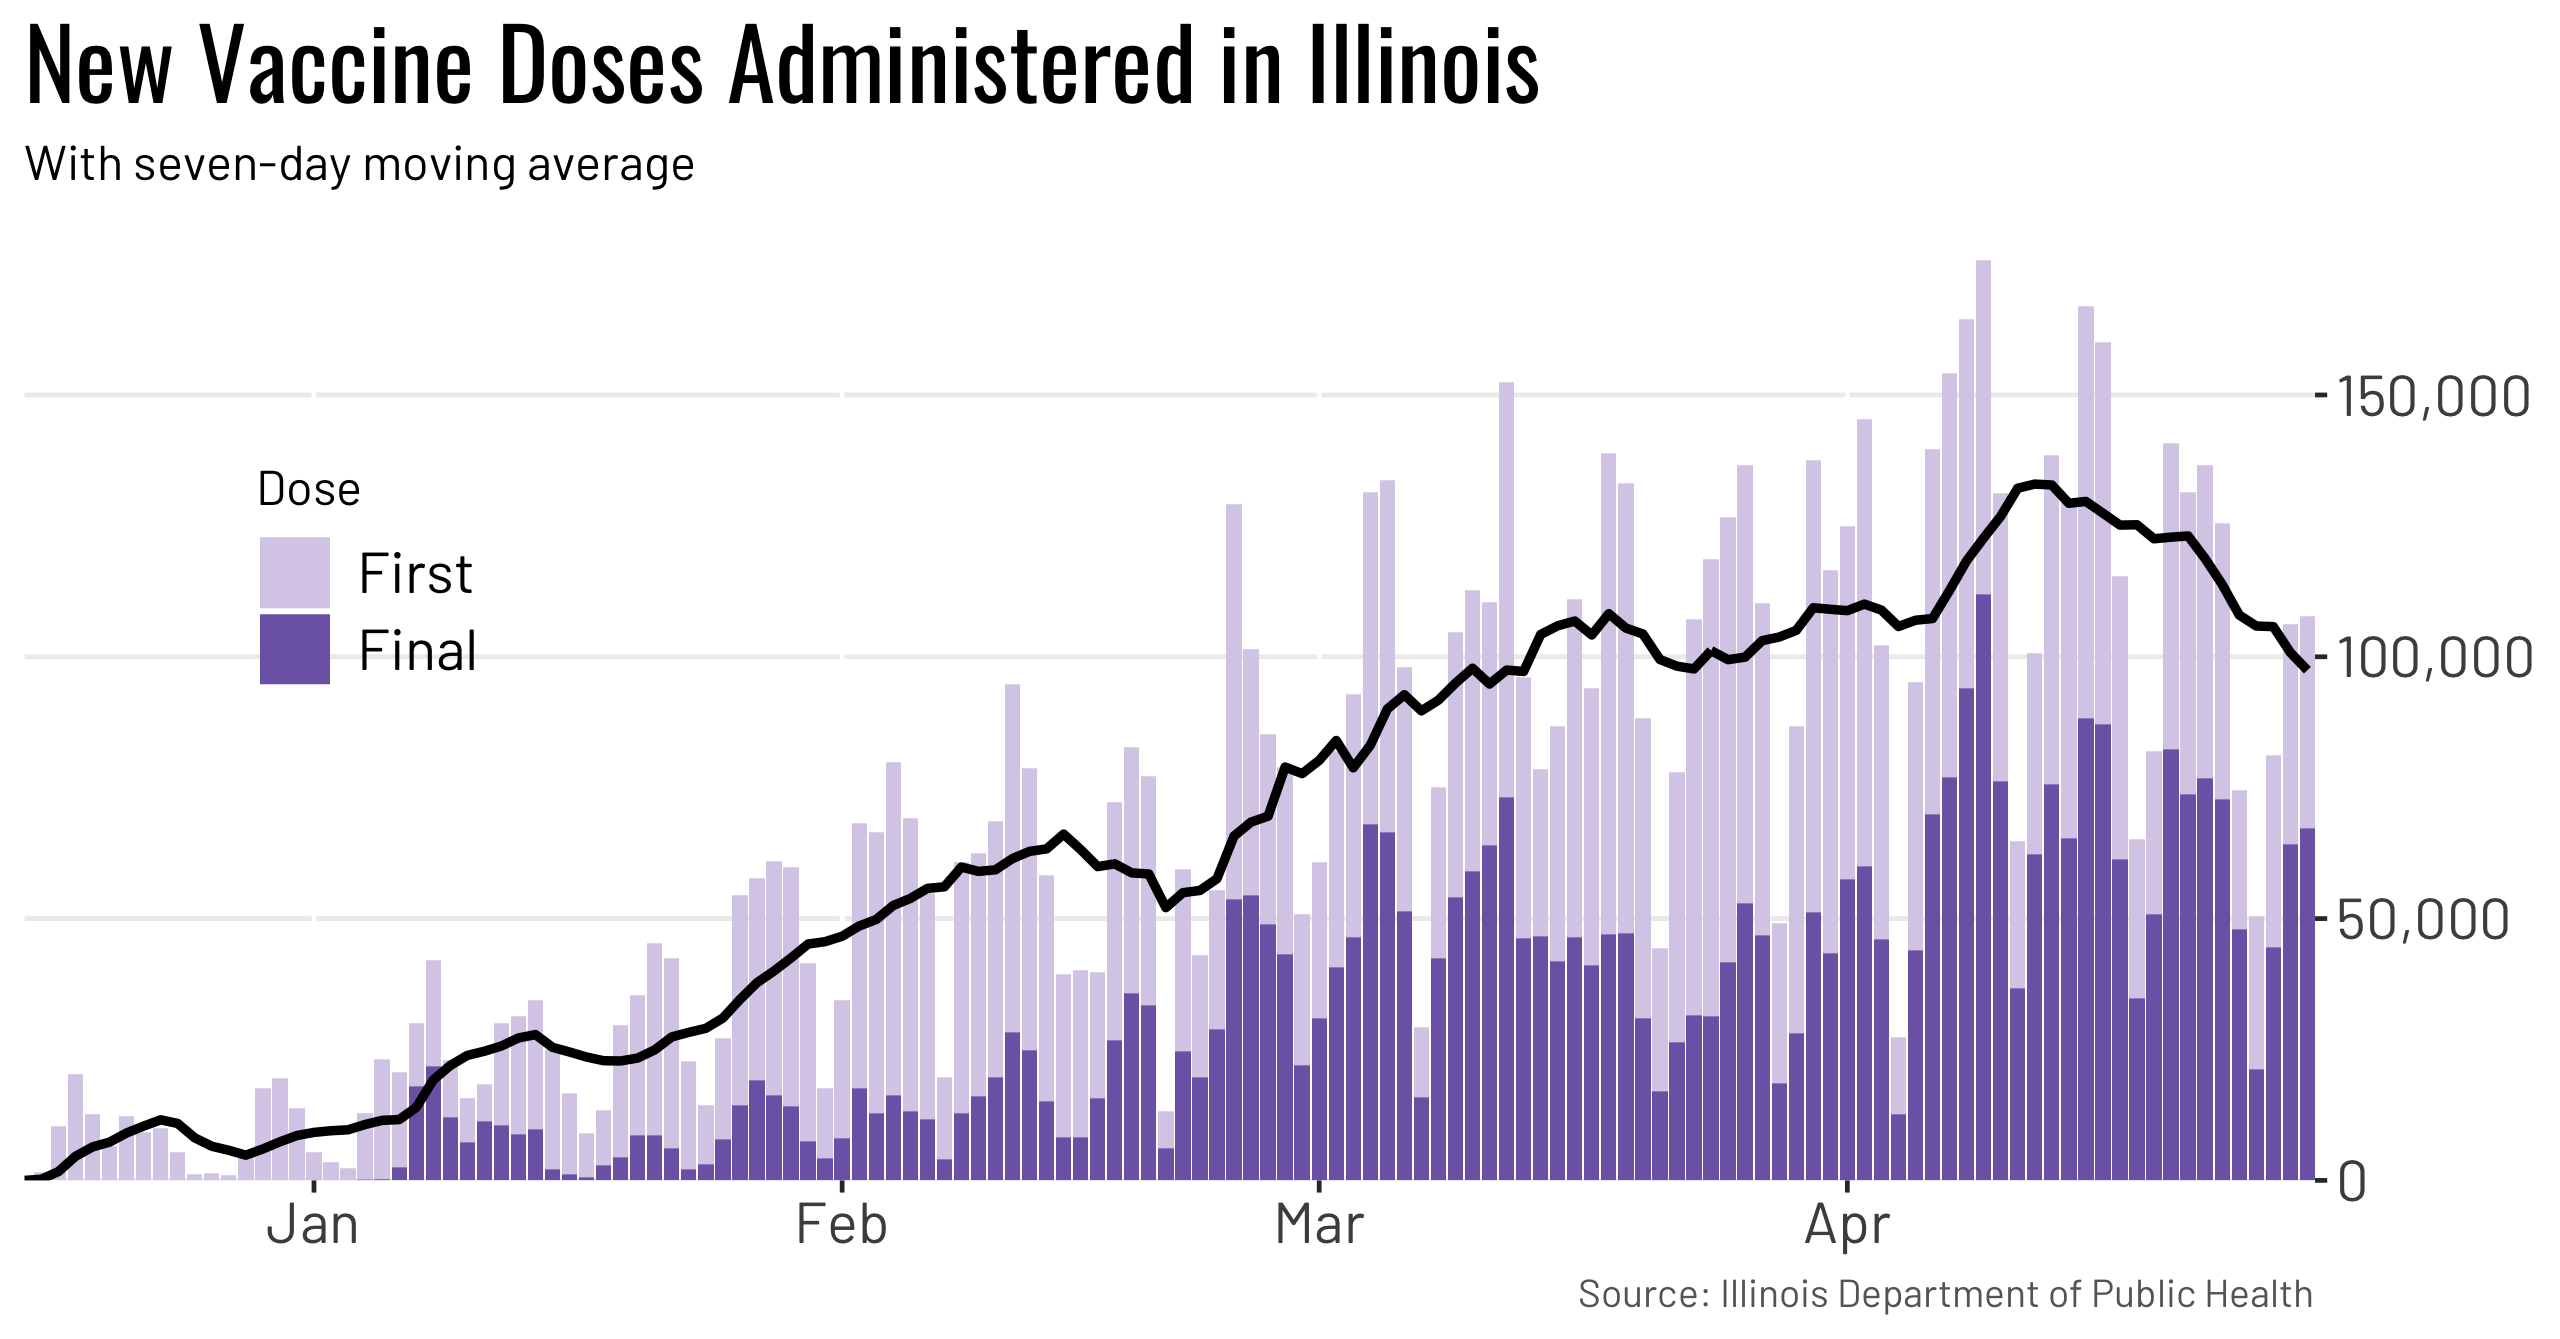 New Vaccine Doses Administered in Illinois
With seven-day moving average
150,000
Dose
First
Final
100,000
50,000
0
Jan Feb Mar Apr
Source: Illinois Department of Public Health